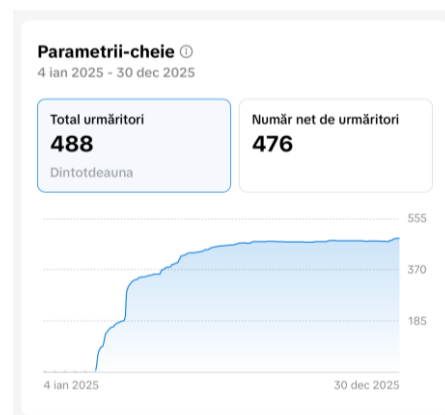 Parametrii-cheie
4 ian 2025 - 30 dec 2025
Total urmăritori
488
Dintotdeauna
Număr net de urmăritori
476
555
370
185
4 ian 2025
30 dec 2025